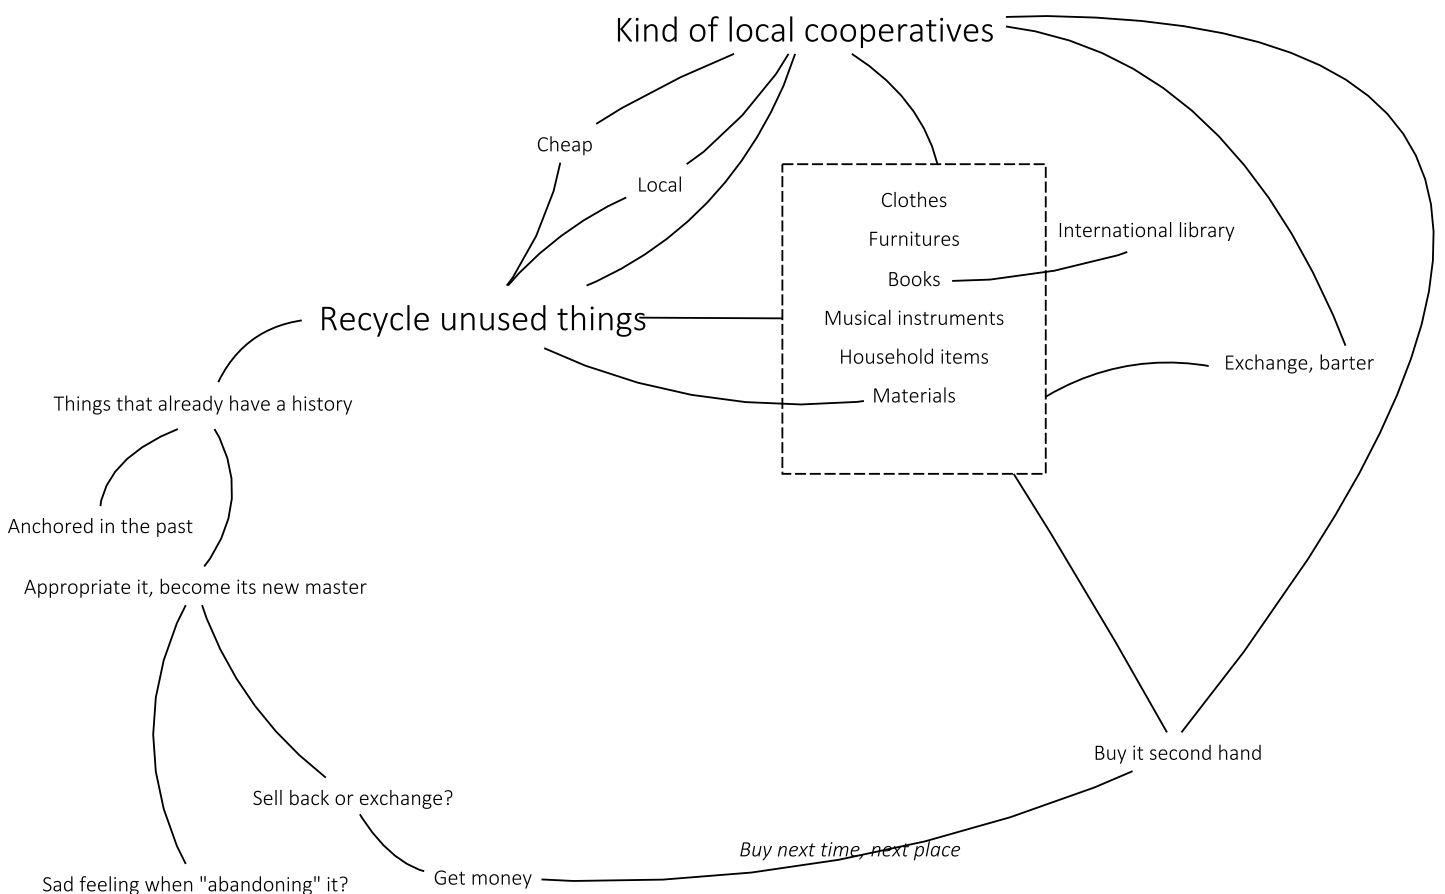 Kind of local cooperatives
Cheap
Local
Clothes
Furnitures
International library
Books
Musical instruments
Recycle unused things
Household items
Exchange, barter
Materials
Things that already have a history
Anchored in the past
Appropriate it, become its new master
Buy it second hand
Sell back or exchange?
Buy next time, next place
Get money
Sad feeling when "abandoning" it?